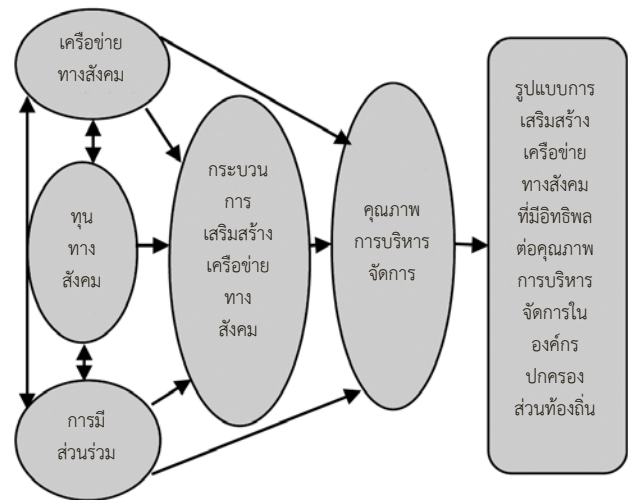 เครือข่าย
ทางสังคม
ทุน
ทาง
สังคม
การมี
ส่วนร่วม
กระบวน
การ
เสริมสร้าง
เครือข่าย
ทาง
สังคม
คุณภาพ
การบริหาร
จัดการ
รูปแบบการ
เสริมสร้าง
เครือข่าย
ทางสังคม
ที่มีอิทธิพล
ต่อคุณภาพ
การบริหาร
จัดการใน
องค์กร
ปกครอง
ส่วนท้องถิ่น